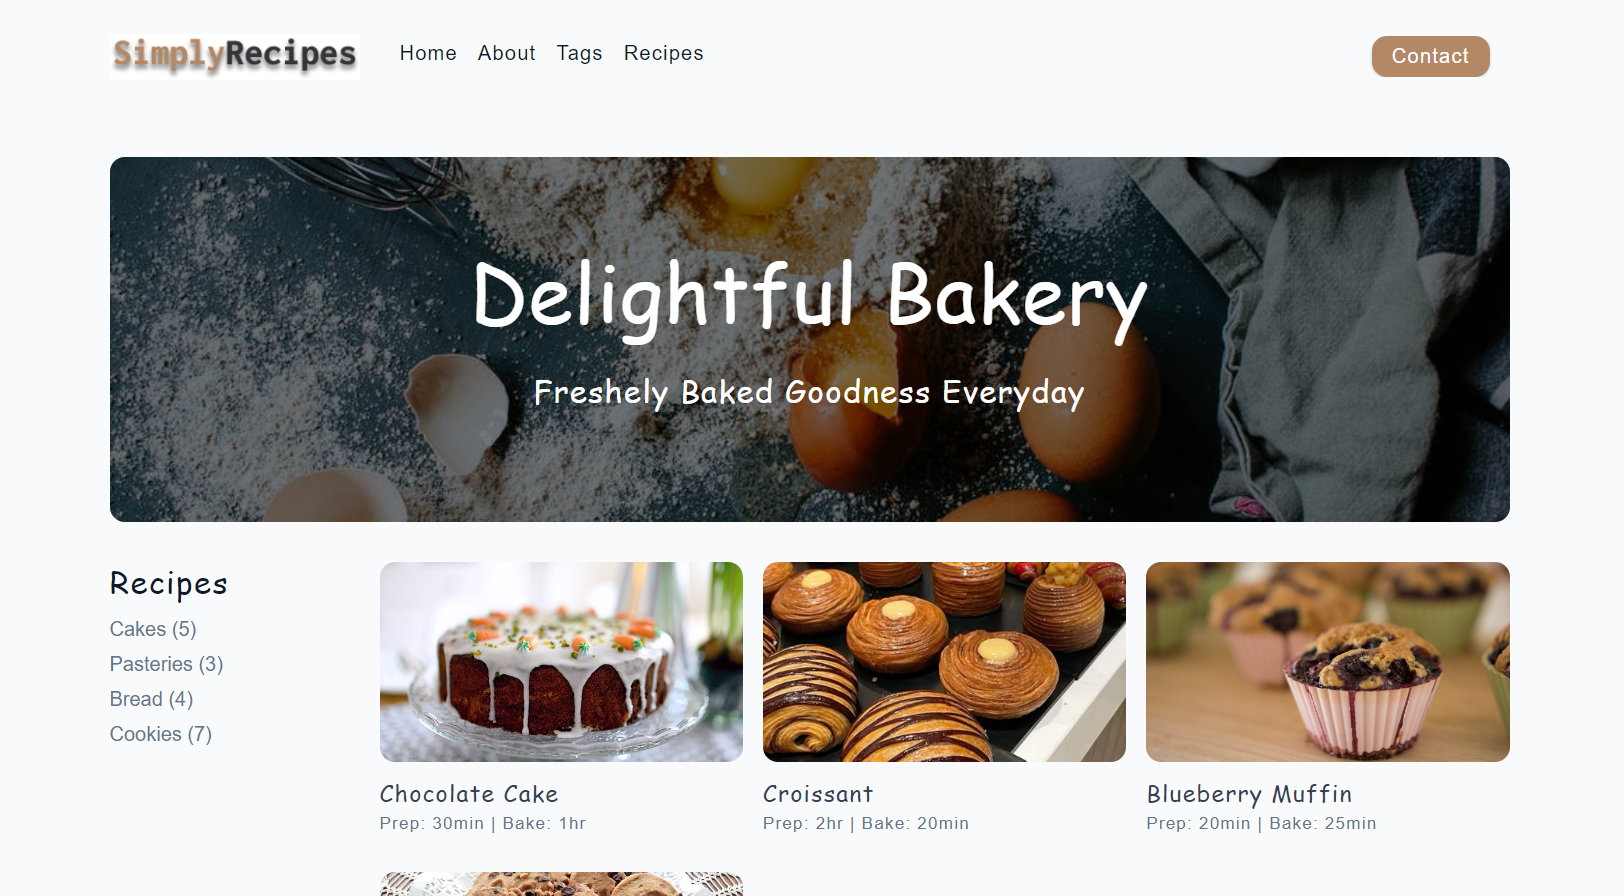 SimplyRecipes
Home About Tags Recipes
Contact
Delightful Bakery
Freshely Baked Goodness Everyday
Recipes
Cakes (5)
Pasteries (3)
Bread (4)
Cookies (7)
Chocolate Cake
Prep: 30min | Bake: 1hr
Croissant
Prep: 2hr | Bake: 20min
Blueberry Muffin
Prep: 20min | Bake: 25min